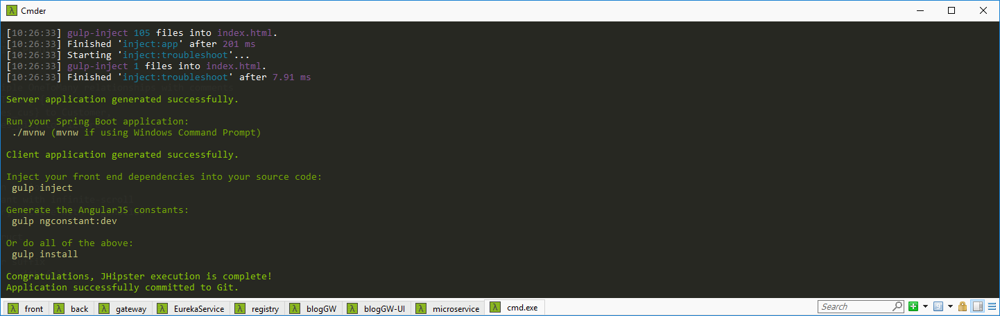 Cmder
[10:26:33] gulp-inject 105 files into index.html.
[10:26:33] Finished 'inject:app' after 201 ms
[10:26:33] Starting 'inject:troubleshoot'...
[10:26:33] gulp-inject 1 files into index.html.
[10:26:33] Finished 'inject:troubleshoot' after 7.91 ms
Server application generated successfully.
Run your Spring Boot application:
./mvnw (mvnw if using Windows Command Prompt)
Client application generated successfully.
Inject your front end dependencies into your source code:
gulp inject
Generate the AngularJS constants:
gulp ngconstant:dev
Or do all of the above:
gulp install
Congratulations, JHipster execution is complete!
Application successfully committed to Git.
λ front λ back λ gateway λ EurekaService λ registry λ blogGW λ blogGW-UI λ microservice λ cmd.exe Search